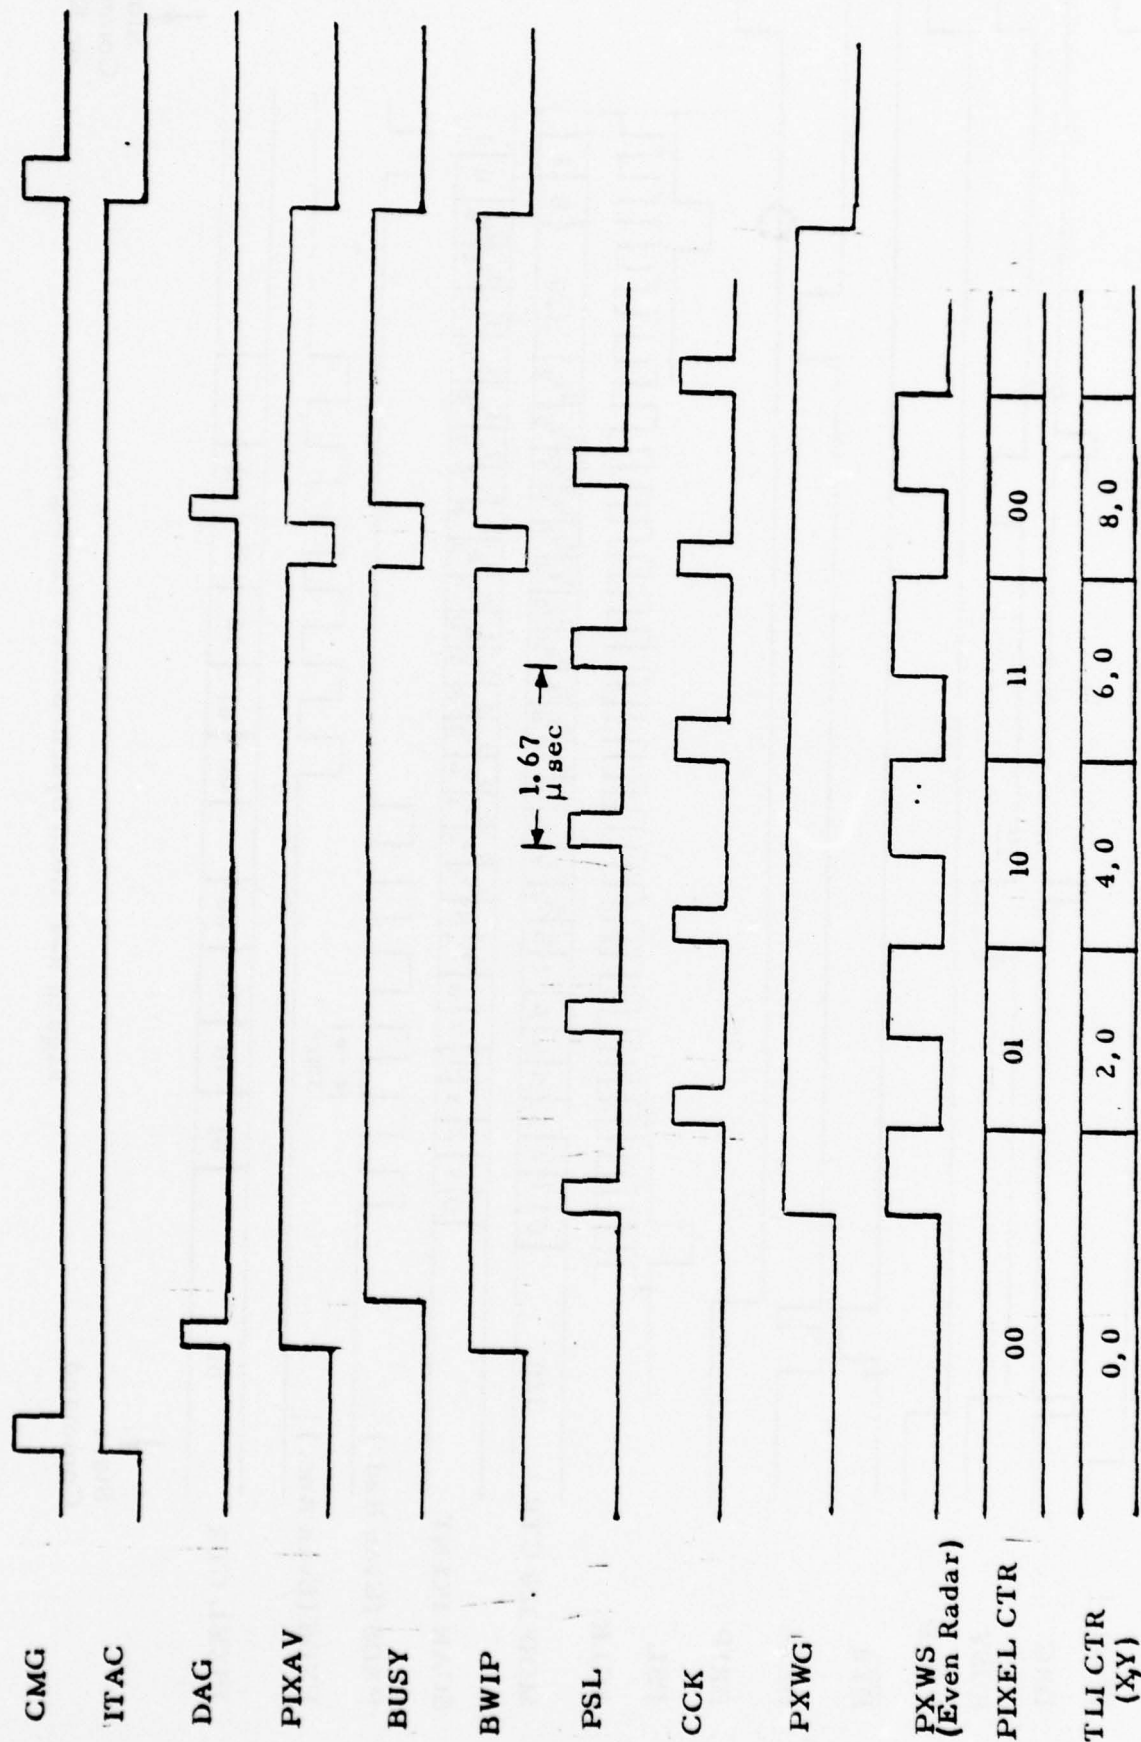 CMG
ITAC
DAG
PIXAV
BUSY
BWIP
PSL
1.67
μ sec
CCK
PXWG
PXWS
(Even Radar)
PIXEL CTR
00
01
10
11
00
TLI CTR
(X,Y)
0,0
2,0
4,0
6,0
8,0